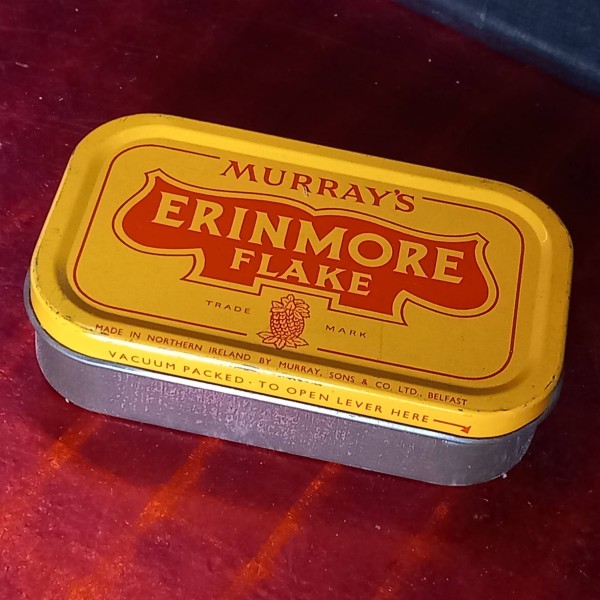 MURRAY'S
ERINMORE
FLAKE
TRADE MARK
MADE IN NORTHERN IRELAND BY MURRAY, SONS & CO. LTD., BELFAST
VACUUM PACKED - TO OPEN LEVER HERE